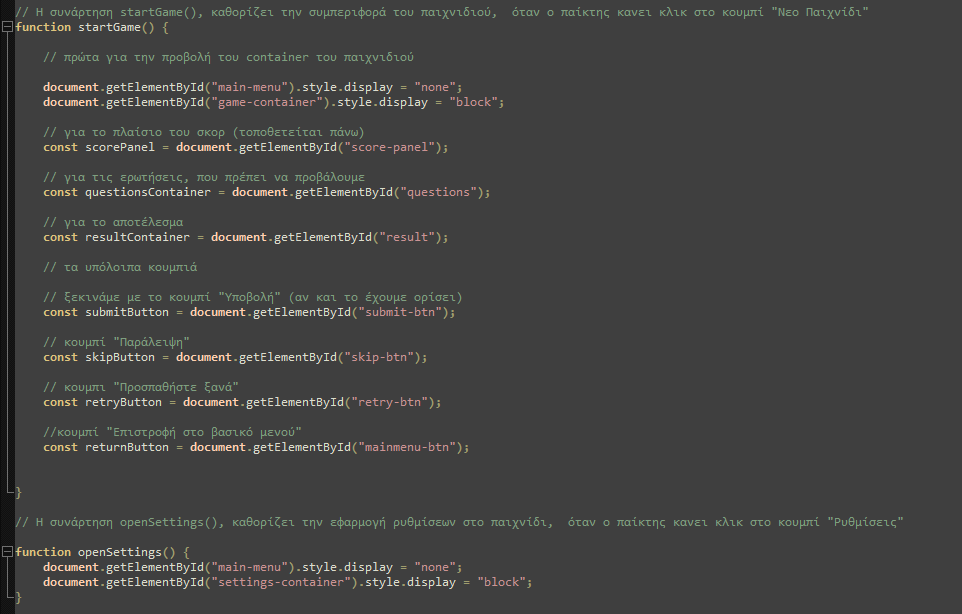 // Η συνάρτηση startGame(), καθορίζει την συμπεριφορά του παιχνιδιού,  όταν ο παίκτης κανει κλικ στο κουμπί "Νεο Παιχνίδι"
function startGame() {
// πρώτα για την προβολή του container του παιχνιδιού
document.getElementById("main-menu").style.display = "none";
document.getElementById("game-container").style.display = "block";
// για το πλαίσιο του σκορ (τοποθετείται πάνω)
const scorePanel = document.getElementById("score-panel");
// για τις ερωτήσεις, που πρέπει να προβάλουμε
const questionsContainer = document.getElementById("questions");
// για το αποτέλεσμα
const resultContainer = document.getElementById("result");
// τα υπόλοιπα κουμπιά
// ξεκινάμε με το κουμπί "Υποβολή" (αν και το έχουμε ορίσει)
const submitButton = document.getElementById("submit-btn");
// κουμπί "Παράλειψη"
const skipButton = document.getElementById("skip-btn");
// κουμπι "Προσπαθήστε ξανά"
const retryButton = document.getElementById("retry-btn");
//κουμπί "Επιστροφή στο βασικό μενού"
const returnButton = document.getElementById("mainmenu-btn");
}
// Η συνάρτηση openSettings(), καθορίζει την εφαρμογή ρυθμίσεων στο παιχνίδι,  όταν ο παίκτης κανει κλικ στο κουμπί "Ρυθμίσεις"
function openSettings() {
document.getElementById("main-menu").style.display = "none";
document.getElementById("settings-container").style.display = "block";
}